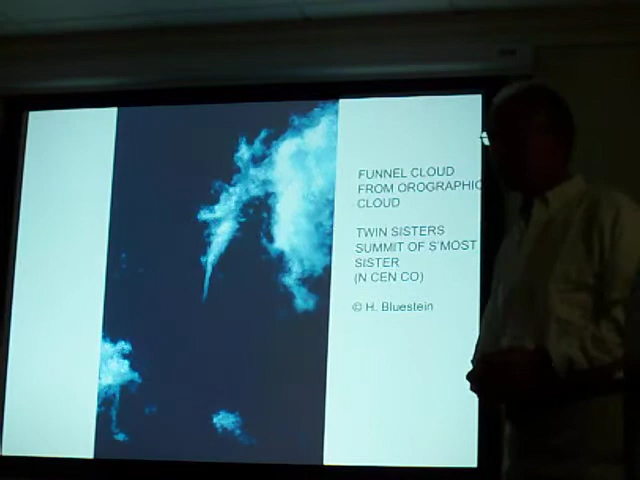 FUNNEL CLOUD
FROM OROGRAPHIC
CLOUD
TWIN SISTERS
SUMMIT OF S'MOST
SISTER
(N CEN CO)
© H. Bluestein